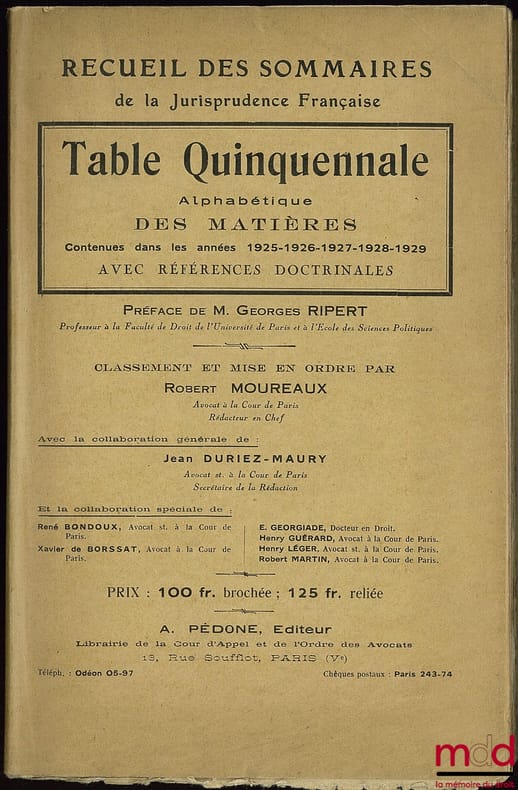 RECUEIL DES SOMMAIRES
de la Jurisprudence Française
Table Quinquennale
Alphabétique
DES MATIÈRES
Contenues dans les années 1925-1926-1927-1928-1929
AVEC RÉFÉRENCES DOCTRINALES
PRÉFACE DE M. GEORGES RIPERT
Professeur à la Faculté de Droit de l'Université de Paris et à l'Ecole des Sciences Politiques
CLASSEMENT ET MISE EN ORDRE PAR
ROBERT MOUREAUX
Avocat à la Cour de Paris
Rédacteur en Chef
Avec la collaboration générale de :
Jean DURIEZ-MAURY
Avocat st. à la Cour de Paris
Secrétaire de la Rédaction
Et la collaboration spéciale de :
René BONDOUX, Avocat st. à la Cour de
Paris.
Xavier de BORSSAT, Avocat à la Cour de
Paris.
E. GEORGIADE, Docteur en Droit.
Henry GUÉRARD, Avocat à la Cour de Paris.
Henry LÉGER, Avocat st. à la Cour de Paris.
Robert MARTIN, Avocat à la Cour de Paris.
PRIX : 100 fr. brochée ; 125 fr. reliée
A. PÉDONE, Editeur
Librairie de la Cour d'Appel et de l'Ordre des Avocats
13, Rue Soufflot, PARIS (Vᵉ)
Téléph. : Odéon 05-97
Chèques postaux : Paris 243-74
mdd
la mémoire du droit